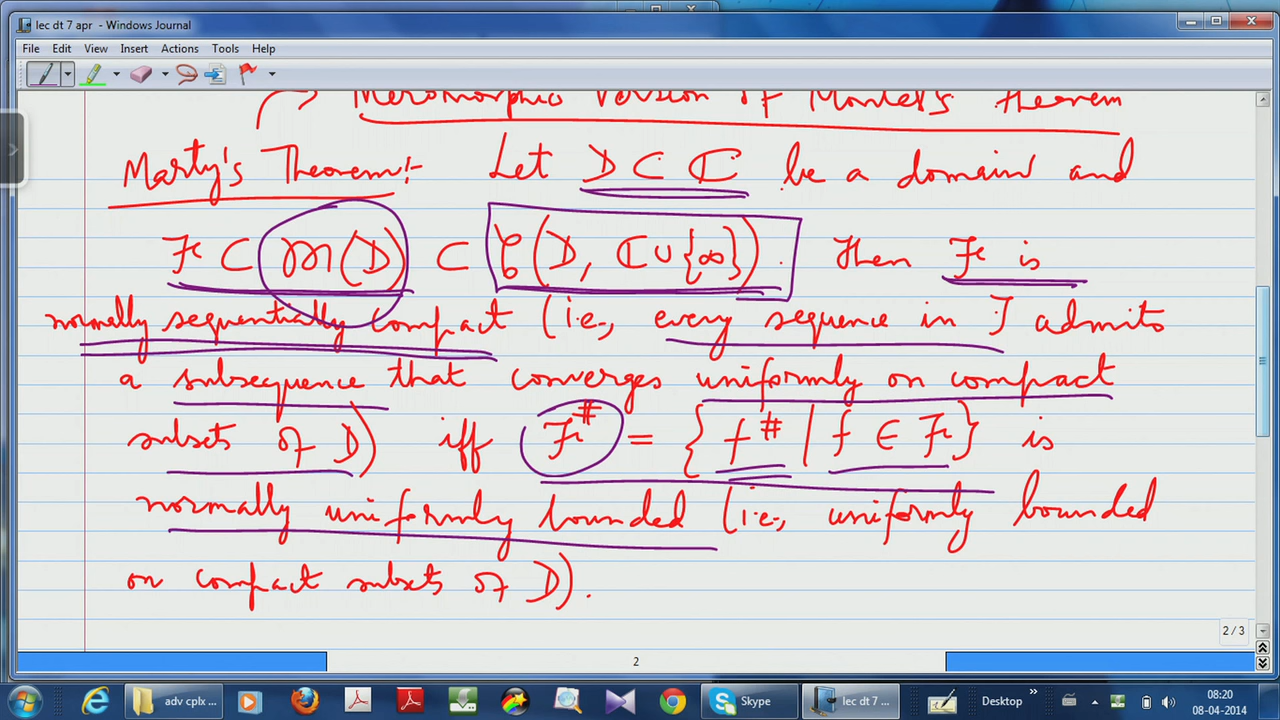 lec dt 7 apr - Windows Journal
File Edit View Insert Actions Tools Help
Meromorphic Version of Montel's Theorem
Marty's Theorem:- Let D ⊂ ℂ be a domain and
ℱ ⊂ 𝓜(D) ⊂ 𝒞(D, ℂ∪{∞}). Then ℱ is
normally sequentially compact (i.e., every sequence in ℱ admits
a subsequence that converges uniformly on compact
subsets of D) iff ℱ# = {f# | f ∈ ℱ} is
normally uniformly bounded (i.e., uniformly bounded
on compact subsets of D).
2 / 3
2
adv cplx ...
Skype
lec dt 7 ...
Desktop
08:20
08-04-2014